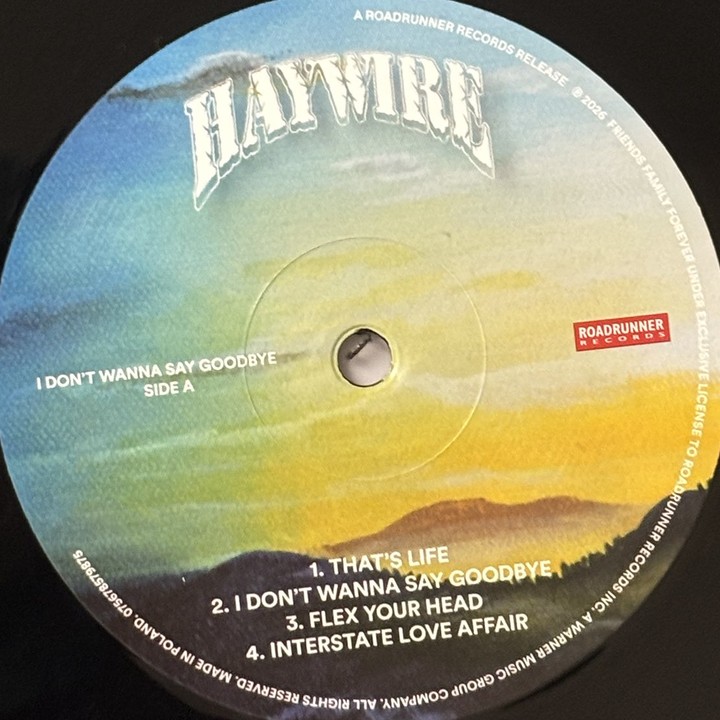 A ROADRUNNER RECORDS RELEASE ℗ 2026 FRIENDS FAMILY FOREVER UNDER EXCLUSIVE LICENSE TO ROADRUNNER RECORDS INC. A WARNER MUSIC GROUP COMPANY. ALL RIGHTS RESERVED. MADE IN POLAND. 075678579875
HAYWIRE
ROADRUNNER
RECORDS
I DON'T WANNA SAY GOODBYE
SIDE A
1. THAT'S LIFE
2. I DON'T WANNA SAY GOODBYE
3. FLEX YOUR HEAD
4. INTERSTATE LOVE AFFAIR